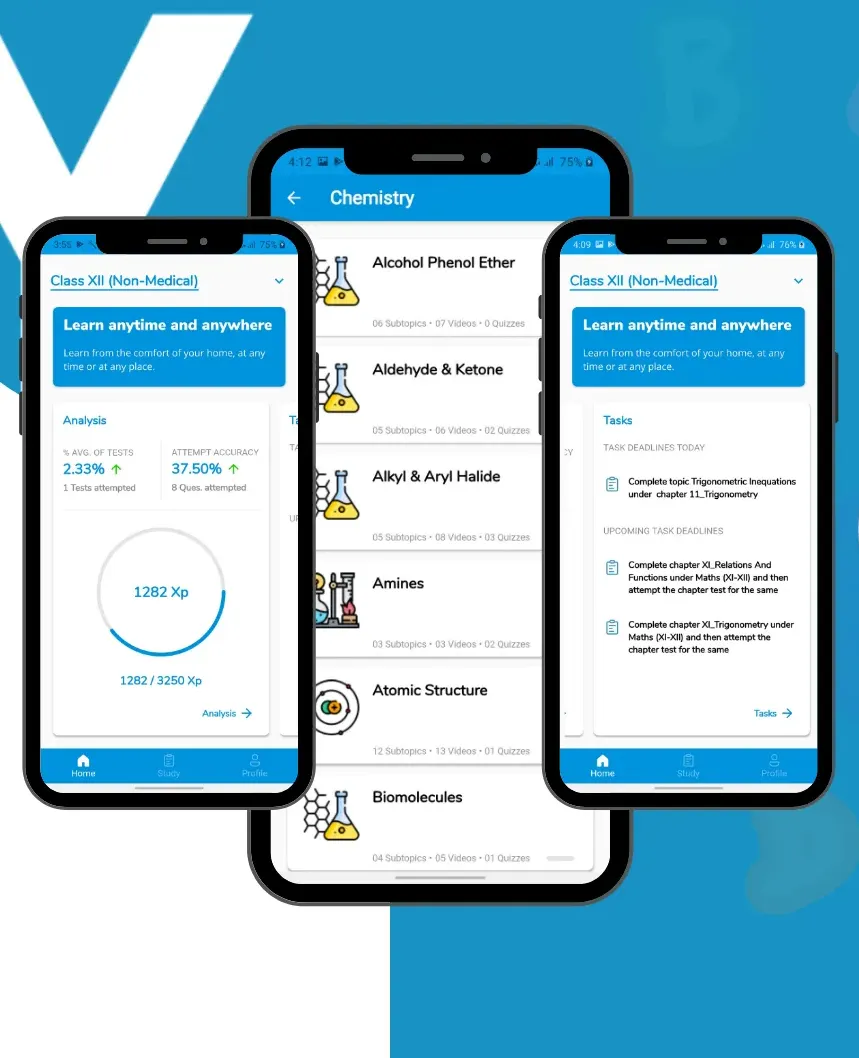 4:12
75%
Chemistry
Alcohol Phenol Ether
06 Subtopics • 07 Videos • 0 Quizzes
Aldehyde & Ketone
05 Subtopics • 06 Videos • 02 Quizzes
Alkyl & Aryl Halide
05 Subtopics • 08 Videos • 03 Quizzes
Amines
03 Subtopics • 03 Videos • 02 Quizzes
Atomic Structure
12 Subtopics • 13 Videos • 01 Quizzes
Biomolecules
04 Subtopics • 05 Videos • 01 Quizzes
3:55
75%
Class XII (Non-Medical)
Learn anytime and anywhere
Learn from the comfort of your home, at any
time or at any place.
Analysis
% AVG. OF TESTS
2.33%
1 Tests attempted
ATTEMPT ACCURACY
37.50%
8 Ques. attempted
1282 Xp
1282 / 3250 Xp
Analysis
Home
Study
Profile
4:09
76%
Class XII (Non-Medical)
Learn anytime and anywhere
Learn from the comfort of your home, at any
time or at any place.
Tasks
TASK DEADLINES TODAY
Complete topic Trigonometric Inequations
under chapter 11_Trigonometry
UPCOMING TASK DEADLINES
Complete chapter XI_Relations And
Functions under Maths (XI-XII) and then
attempt the chapter test for the same
Complete chapter XI_Trigonometry under
Maths (XI-XII) and then attempt the
chapter test for the same
Tasks
Home
Study
Profile